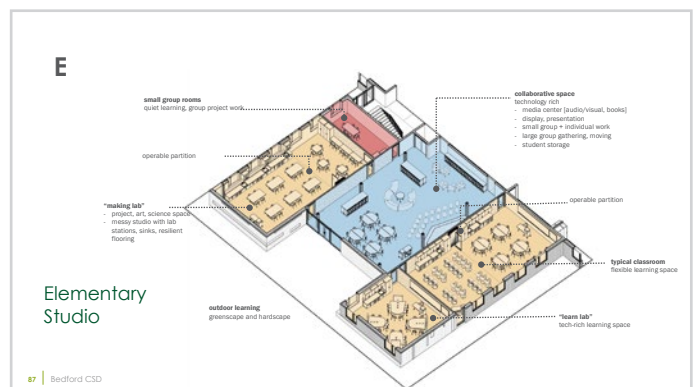 E
small group rooms
quiet learning, group project work
operable partition
"making lab"
- project, art, science space
- messy studio with lab
stations, sinks, resilient
flooring
collaborative space
technology rich
- media center [audio/visual, books]
- display, presentation
- small group + individual work
- large group gathering, moving
- student storage
operable partition
typical classroom
flexible learning space
"learn lab"
tech-rich learning space
outdoor learning
greenscape and hardscape
Elementary
Studio
87 | Bedford CSD